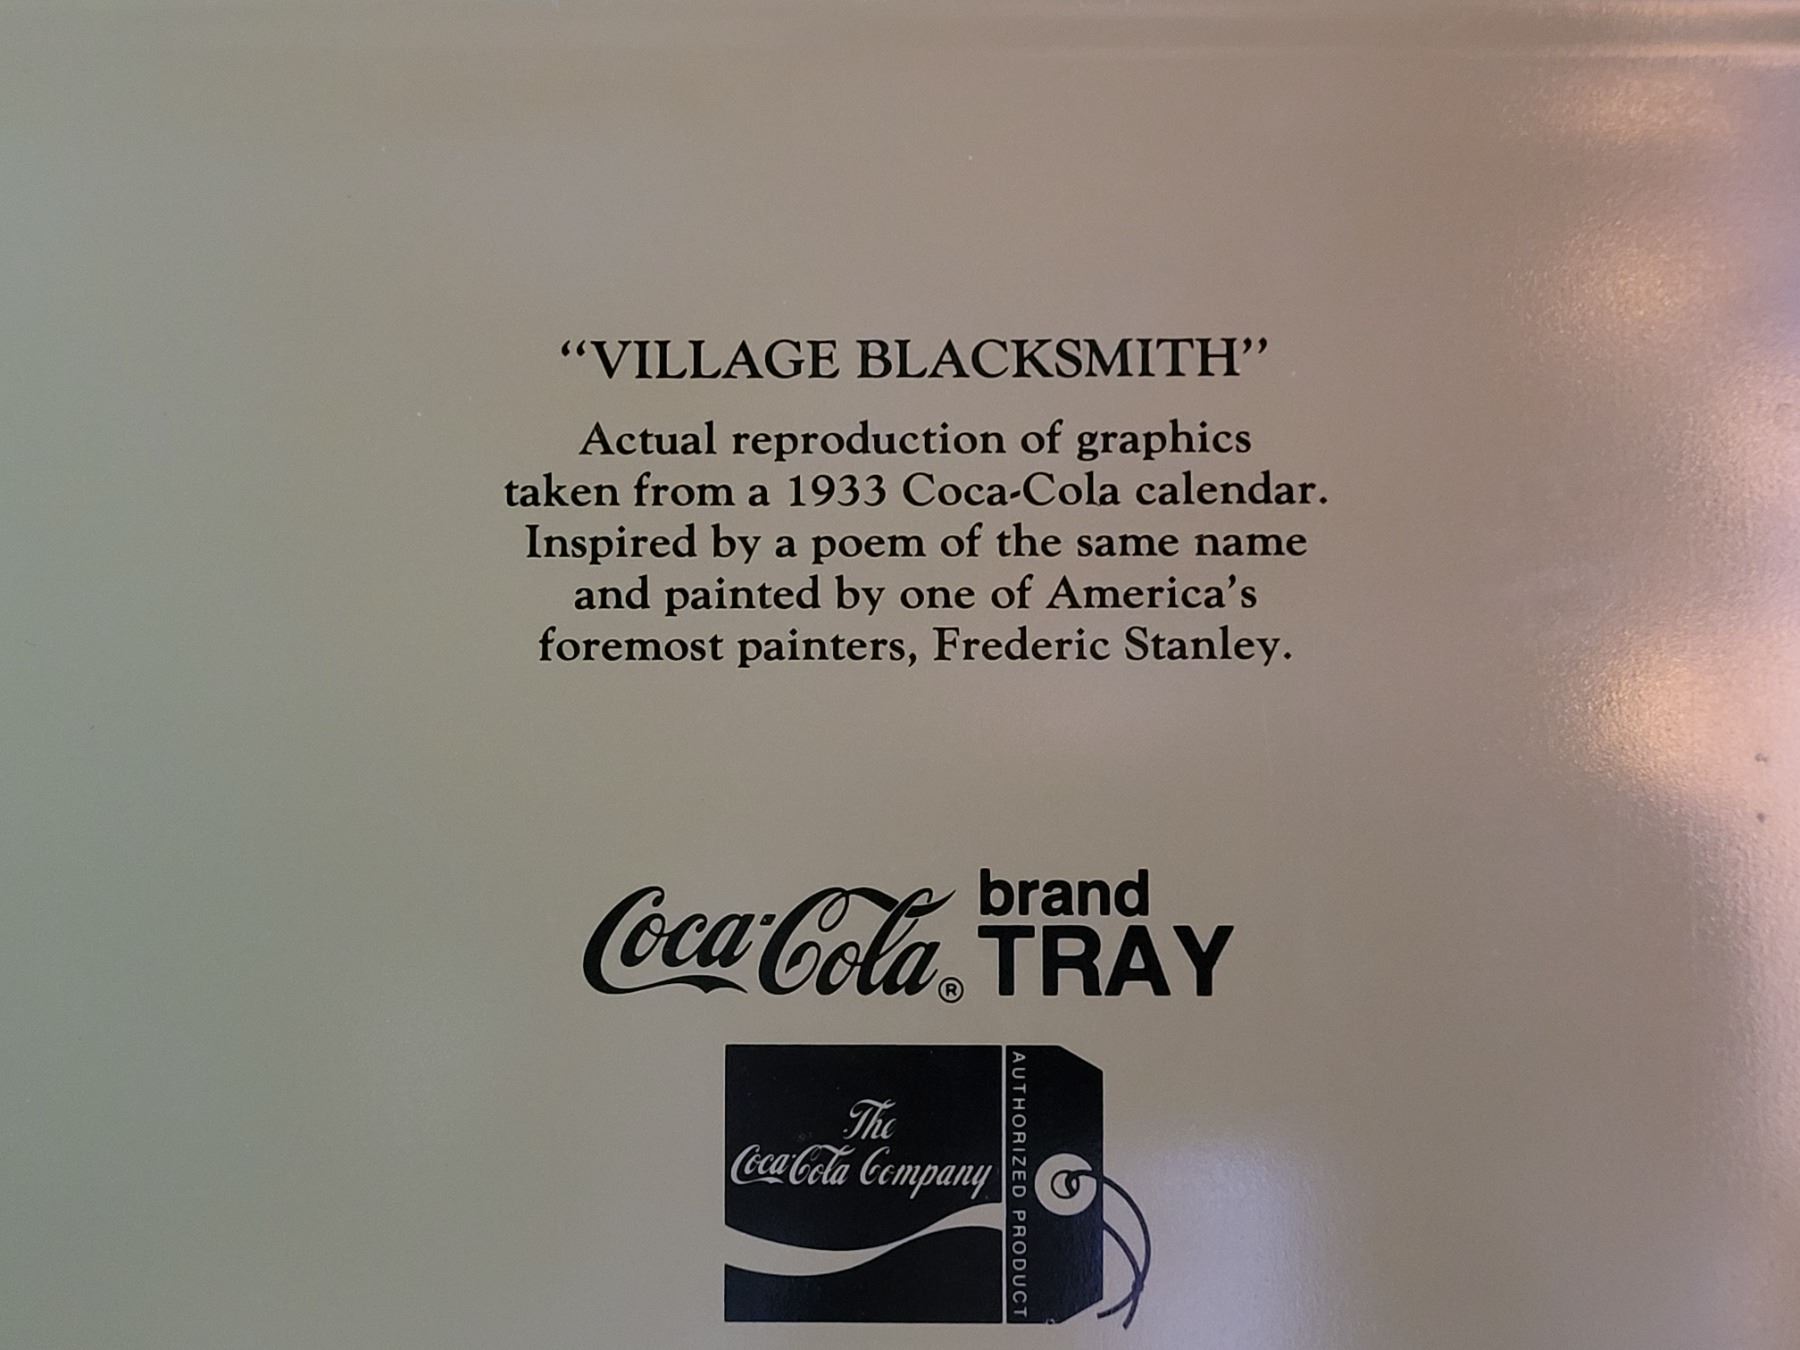 “VILLAGE BLACKSMITH”
Actual reproduction of graphics
taken from a 1933 Coca-Cola calendar.
Inspired by a poem of the same name
and painted by one of America’s
foremost painters, Frederic Stanley.
Coca-Cola® brand
TRAY
The
Coca-Cola Company
AUTHORIZED PRODUCT